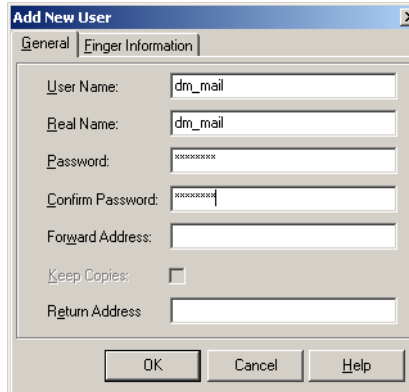 Add New User
General Finger Information
User Name: dm_mail
Real Name: dm_mail
Password: ********
Confirm Password: ********
Forward Address:
Keep Copies:
Return Address
OK Cancel Help